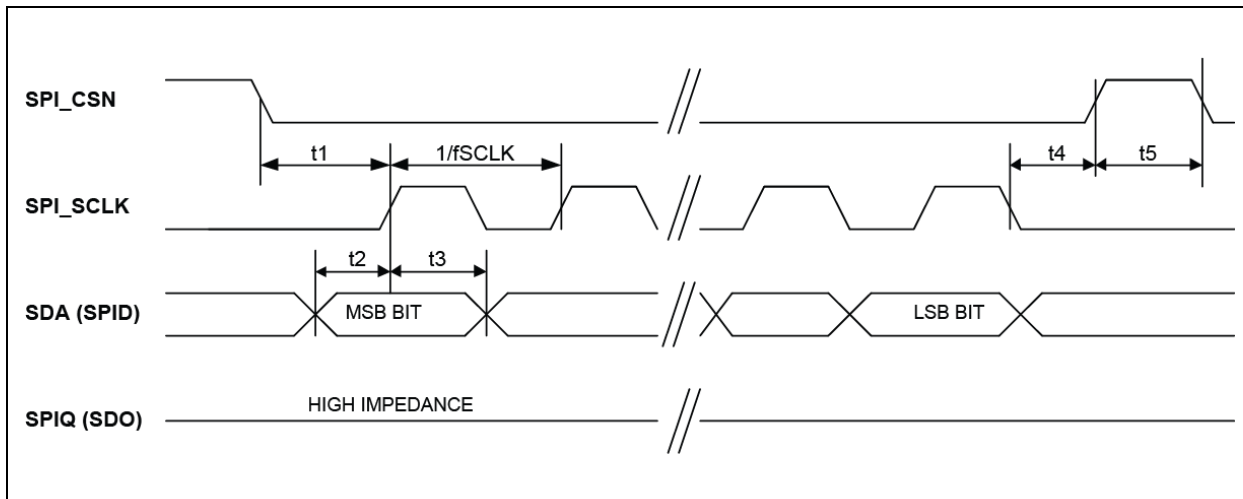 SPI_CSN
t1
1/fSCLK
t4
t5
SPI_SCLK
t2
t3
SDA (SPID)
MSB BIT
LSB BIT
HIGH IMPEDANCE
SPIQ (SDO)